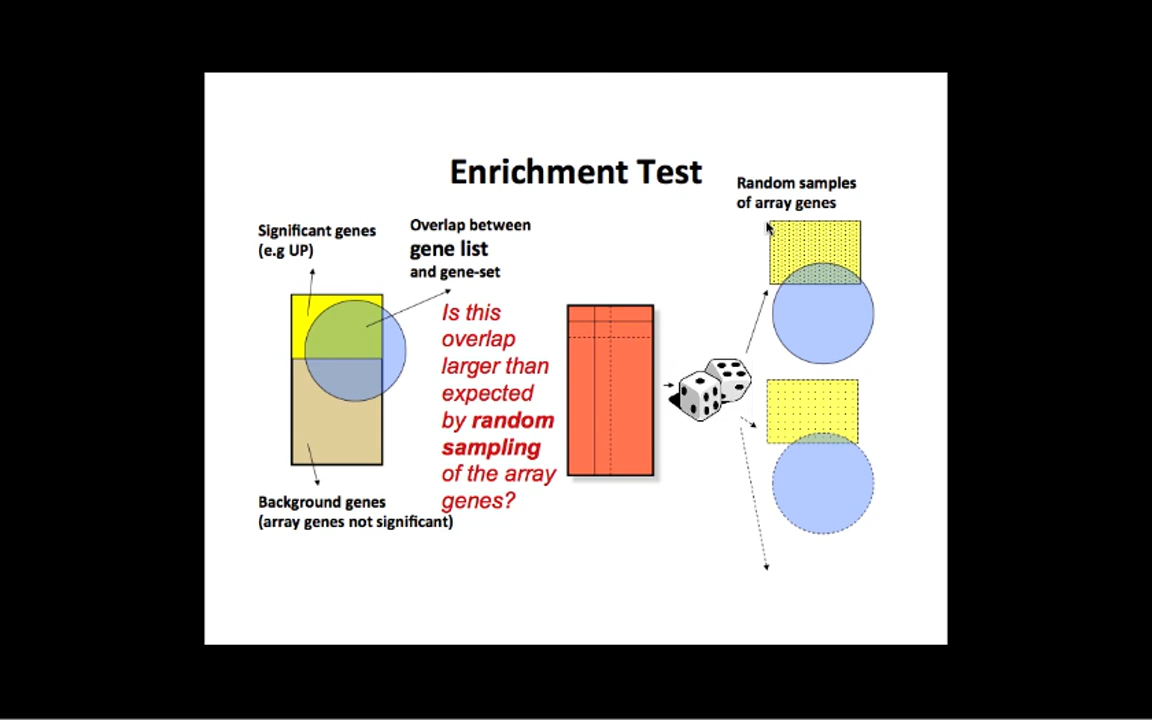 Enrichment Test
Random samples
of array genes
Significant genes
(e.g UP)
Overlap between
gene list
and gene-set
Is this
overlap
larger than
expected
by random
sampling
of the array
genes?
Background genes
(array genes not significant)